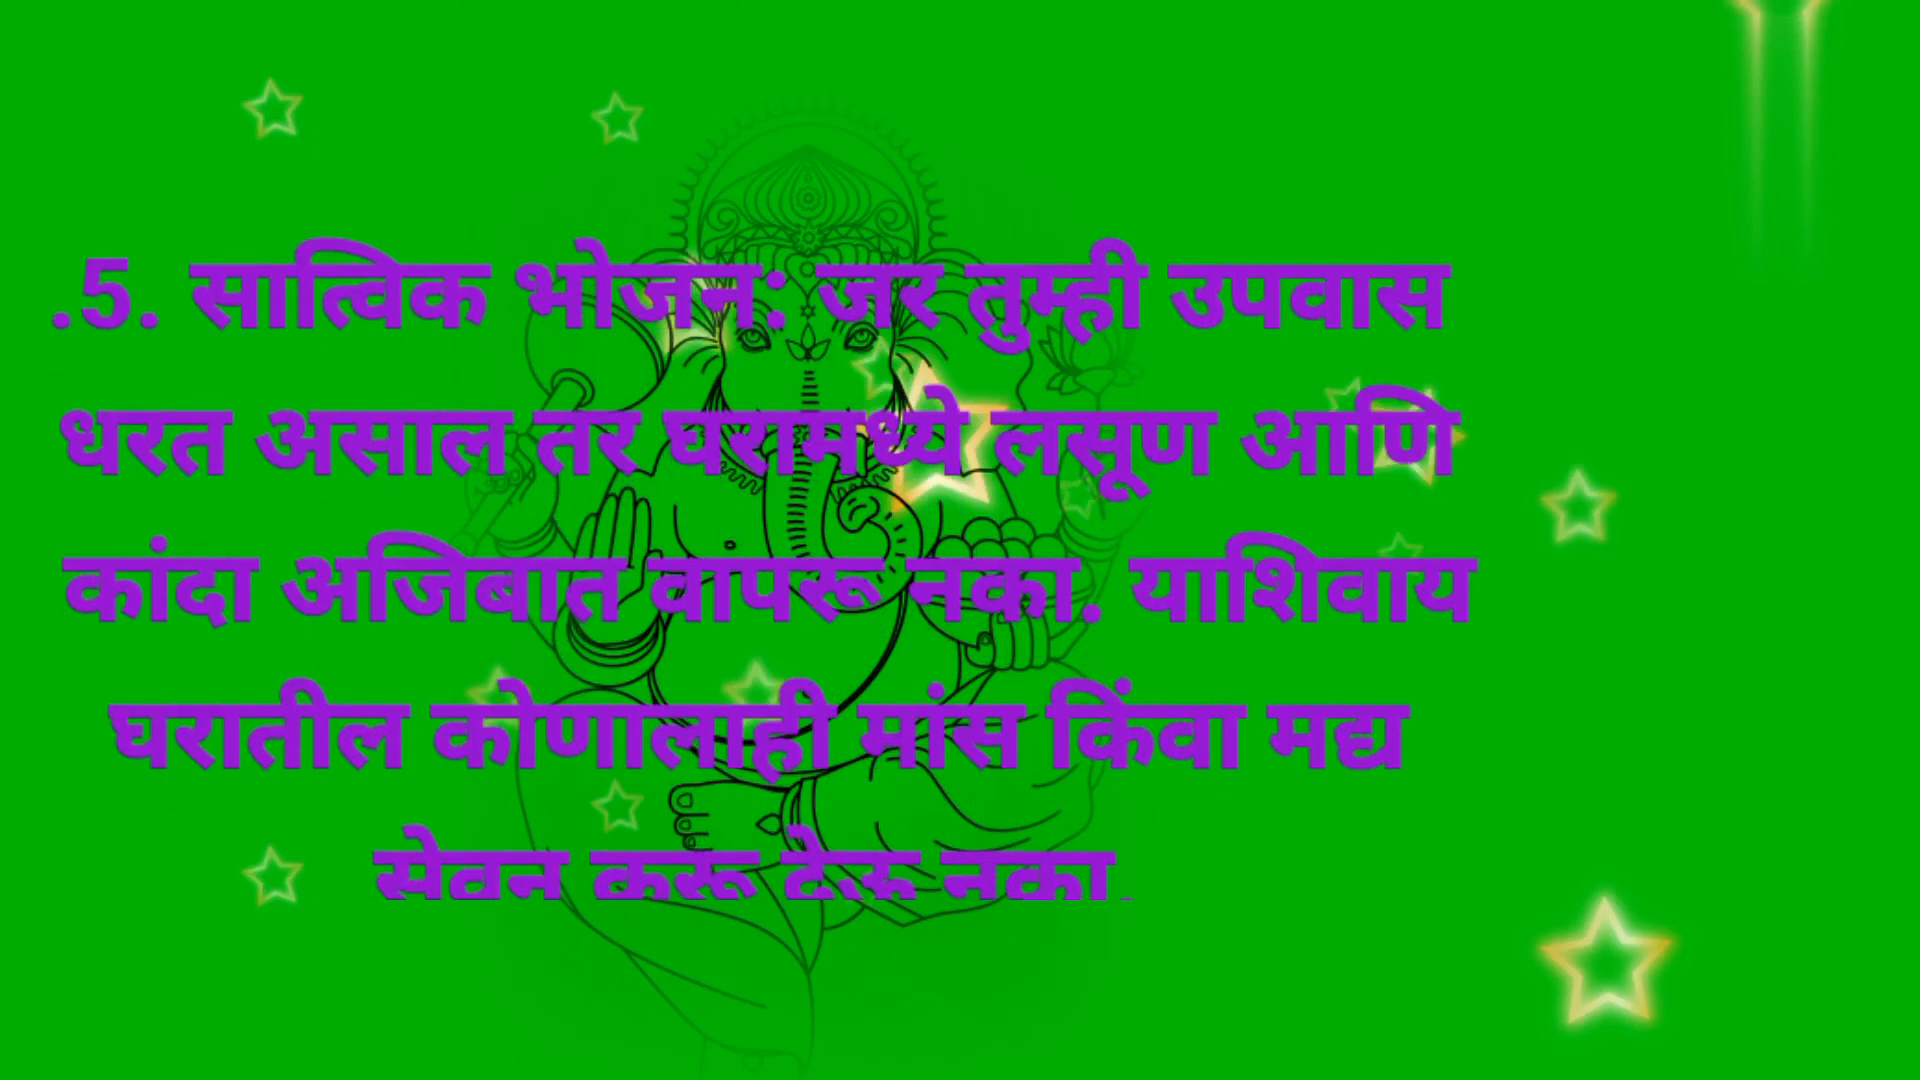 .5. सात्विक भोजन: जर तुम्ही उपवास
धरत असाल तर घरामध्ये लसूण आणि
कांदा अजिबात वापरू नका. याशिवाय
घरातील कोणालाही मांस किंवा मद्य
सेवन करू देऊ नका.